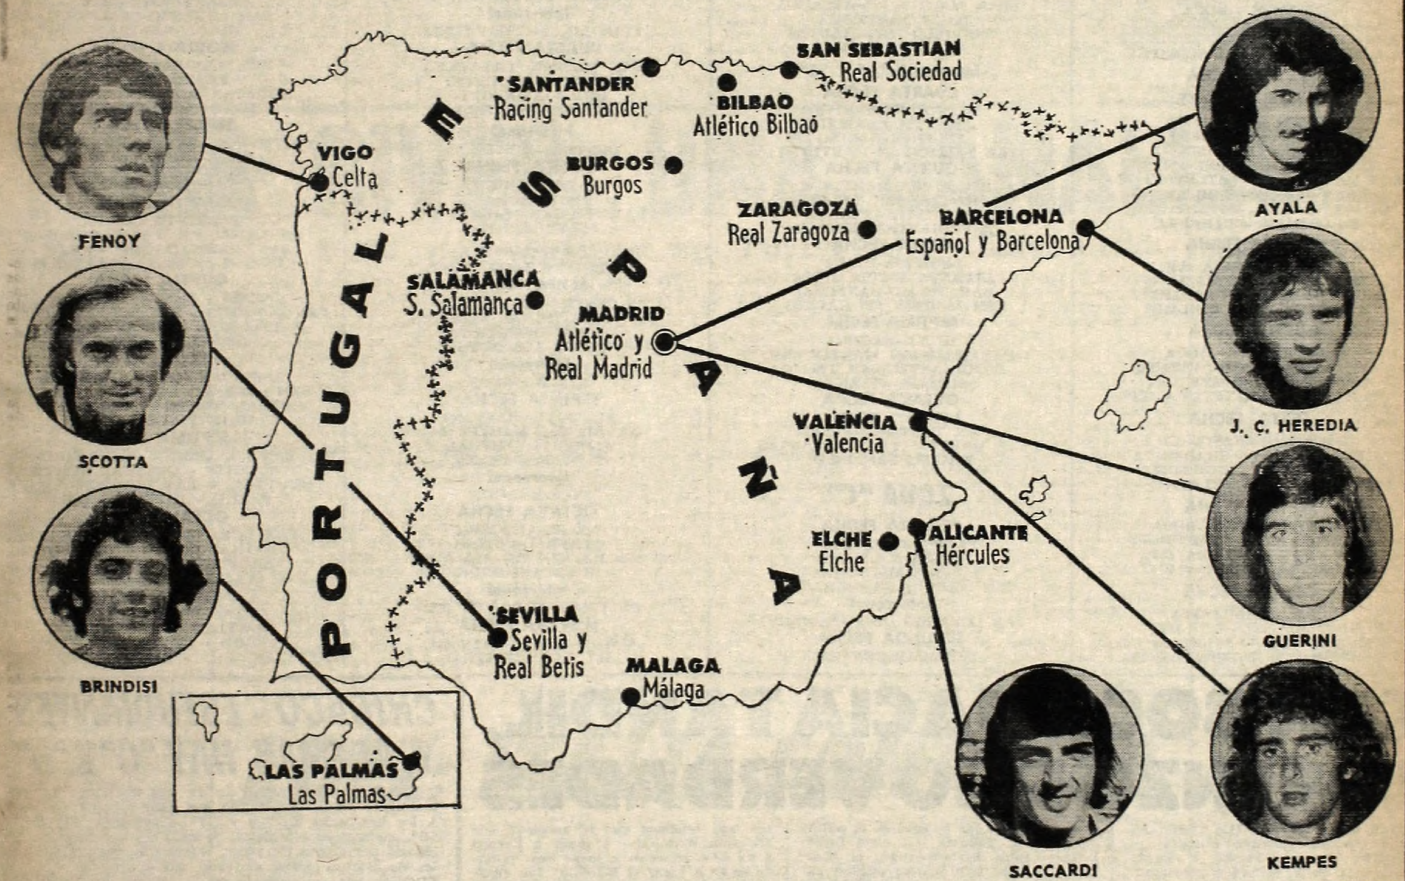 SAN SEBASTIAN
Real Sociedad
SANTANDER
Racing Santander
BILBAO
Atlético Bilbao
VIGO
Celta
BURGOS
Burgos
ZARAGOZA
Real Zaragoza
BARCELONA
Español y Barcelona
AYALA
FENOY
SALAMANCA
S. Salamanca
MADRID
Atlético y
Real Madrid
ESPAÑA
PORTUGAL
J. C. HEREDIA
SCOTTA
VALENCIA
Valencia
ELCHE
Elche
ALICANTE
Hércules
SEVILLA
Sevilla y
Real Betis
GUERINI
MALAGA
Málaga
BRINDISI
LAS PALMAS
Las Palmas
SACCARDI
KEMPES